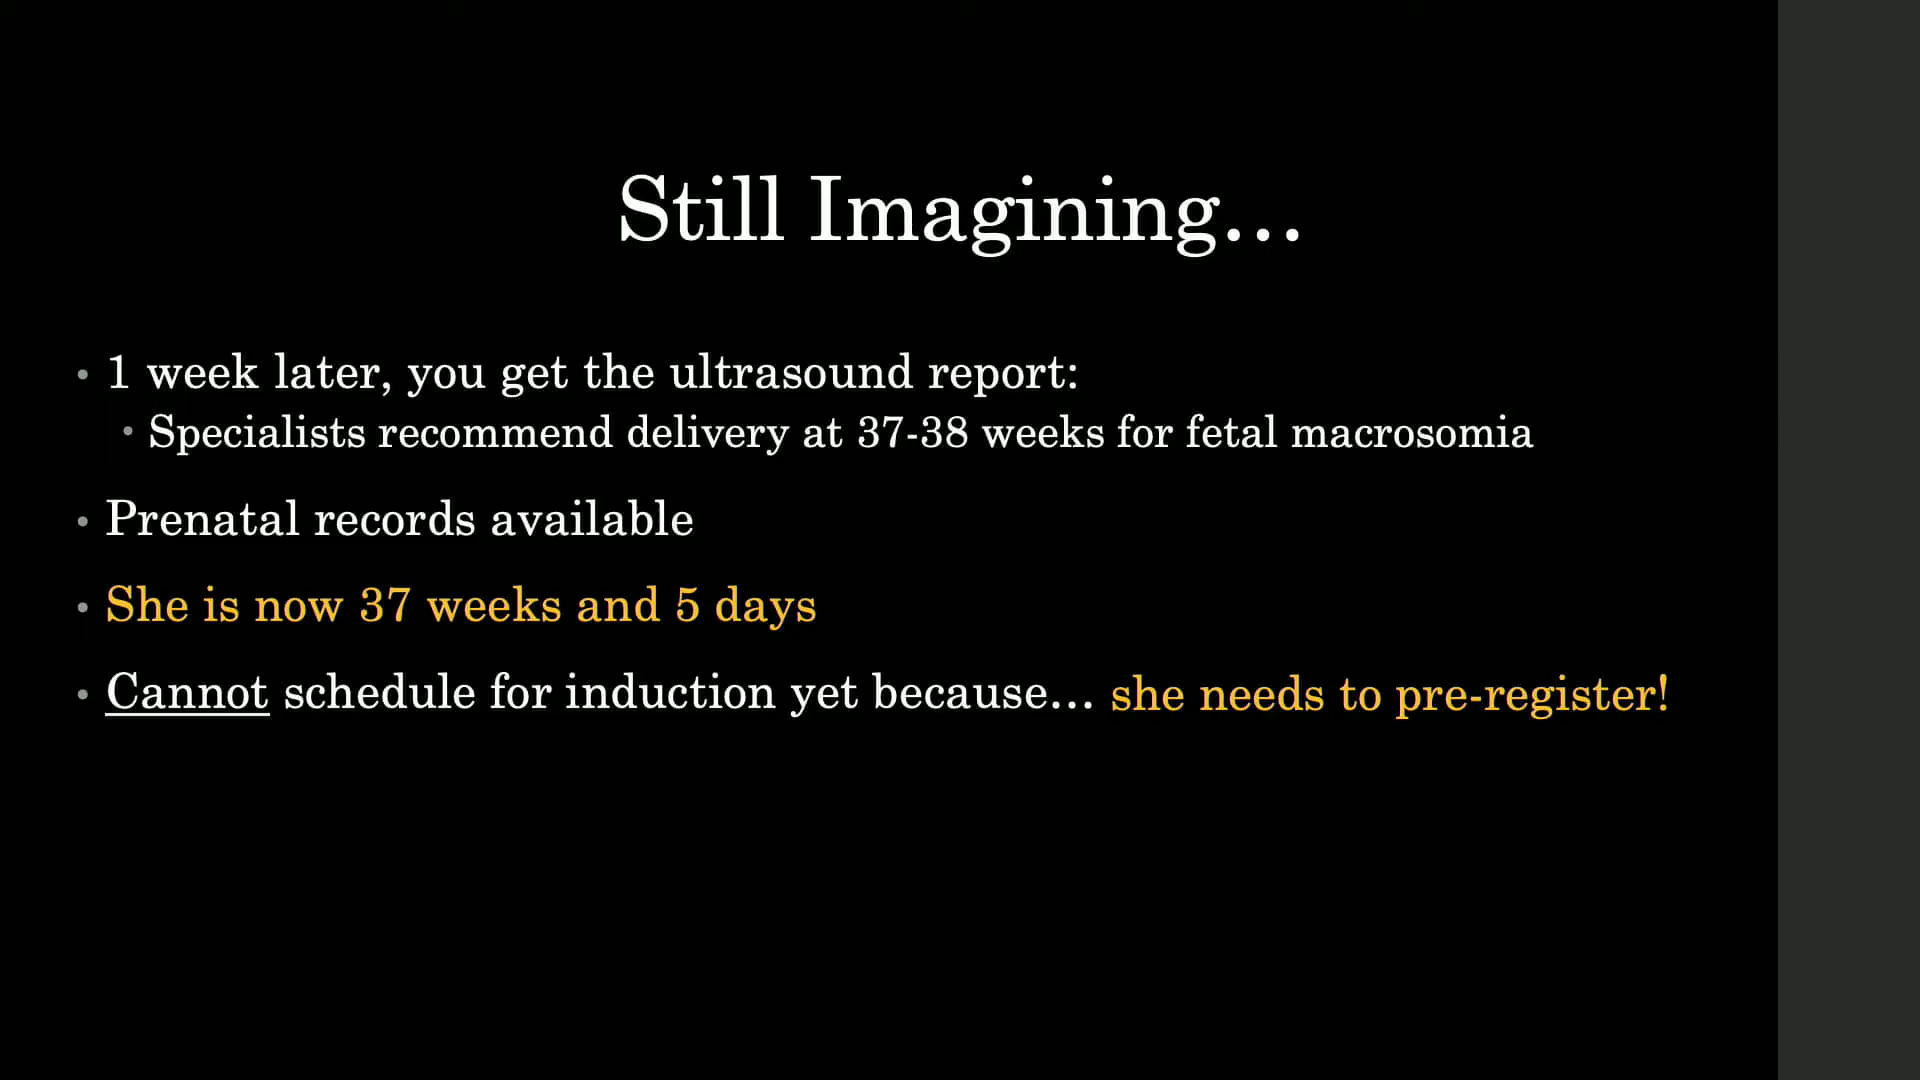 Still Imagining...
• 1 week later, you get the ultrasound report:
• Specialists recommend delivery at 37-38 weeks for fetal macrosomia
• Prenatal records available
• She is now 37 weeks and 5 days
• Cannot schedule for induction yet because... she needs to pre-register!